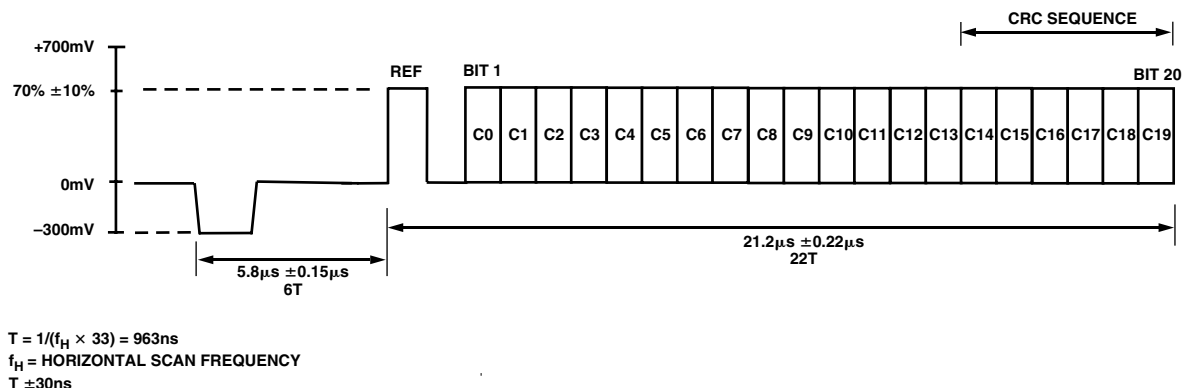 CRC SEQUENCE
+700mV
REF
BIT 1
BIT 20
70% ±10%
C0 C1 C2 C3 C4 C5 C6 C7 C8 C9 C10 C11 C12 C13 C14 C15 C16 C17 C18 C19
0mV
–300mV
21.2µs ±0.22µs
22T
5.8µs ±0.15µs
6T
T = 1/(fH × 33) = 963ns
fH = HORIZONTAL SCAN FREQUENCY
T ±30ns